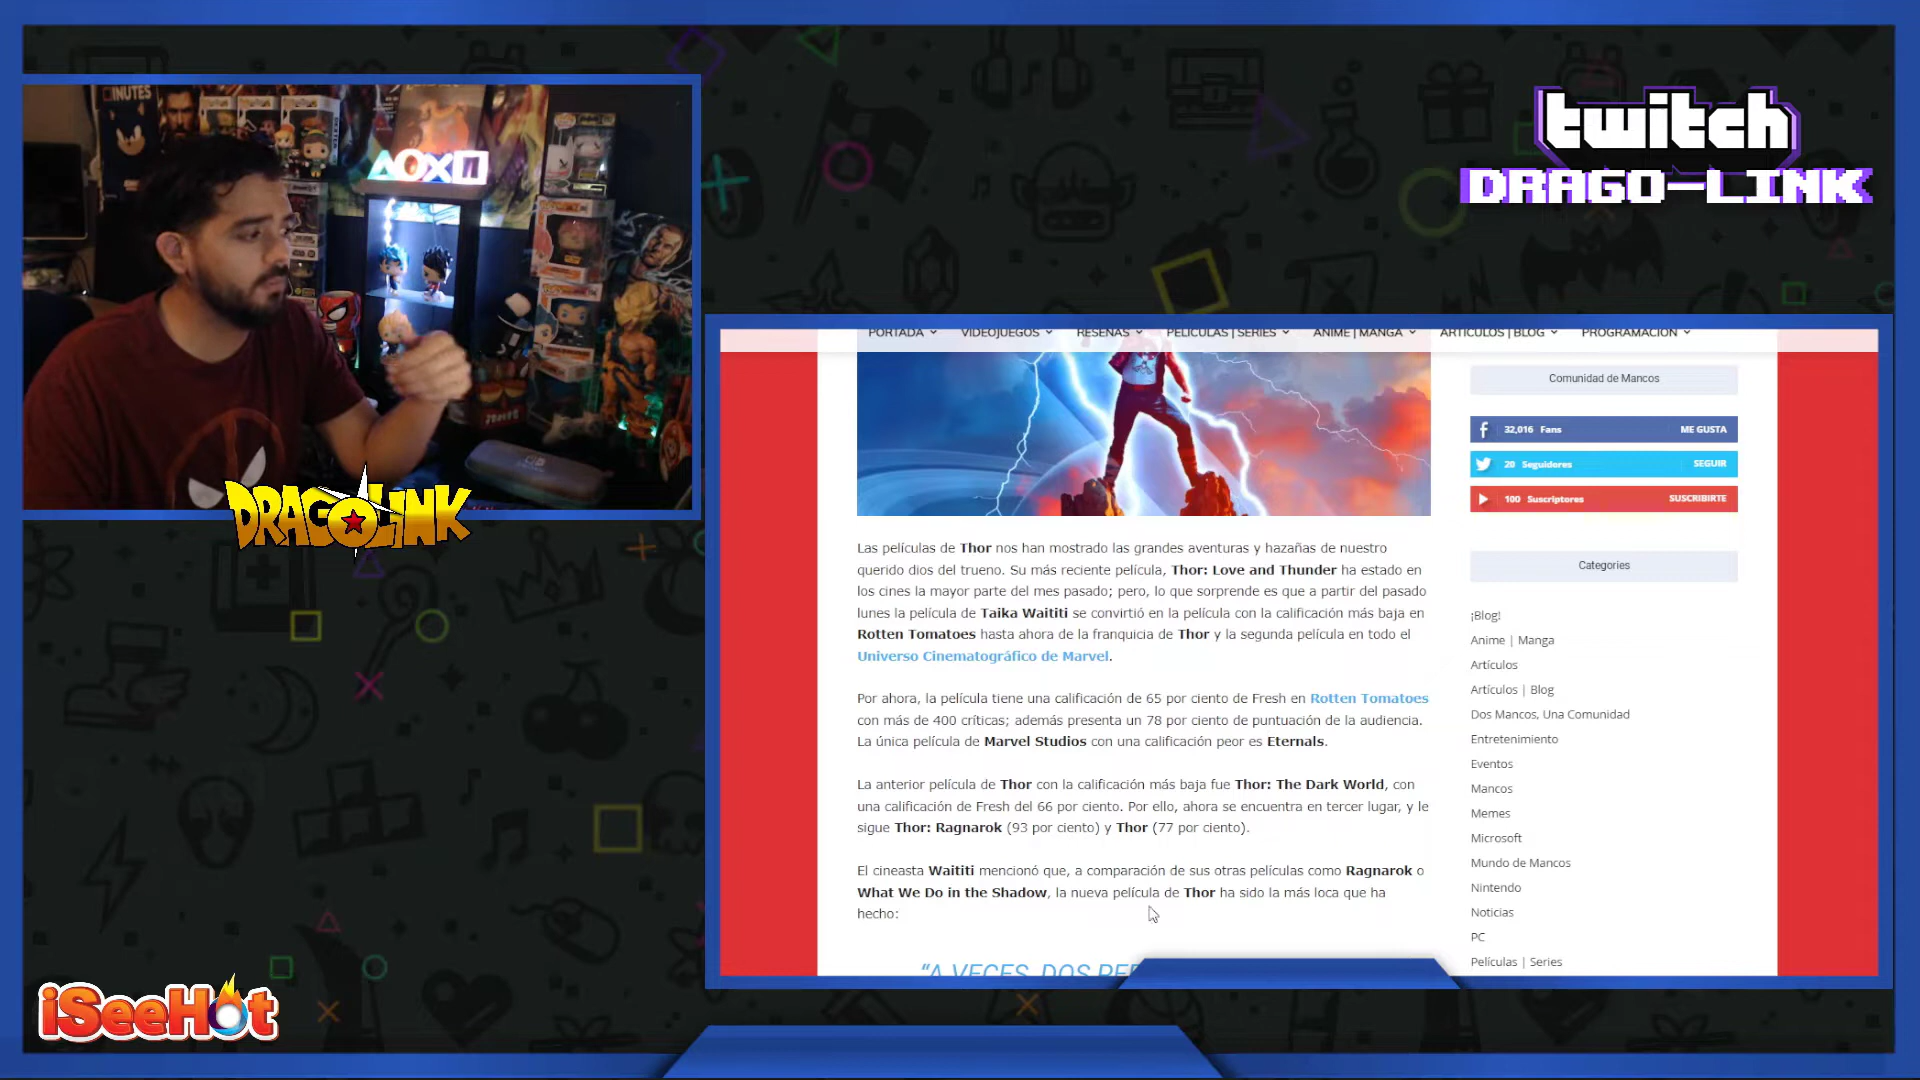 INUTES
twitch
DRAGO-LINK
DRAGOLINK
iSeeHot
PORTADA
VIDEOJUEGOS
RESEÑAS
PELÍCULAS | SERIES
ANIME | MANGA
ARTÍCULOS | BLOG
PROGRAMACIÓN
Las películas de Thor nos han mostrado las grandes aventuras y hazañas de nuestro
querido dios del trueno. Su más reciente película, Thor: Love and Thunder ha estado en
los cines la mayor parte del mes pasado; pero, lo que sorprende es que a partir del pasado
lunes la película de Taika Waititi se convirtió en la película con la calificación más baja en
Rotten Tomatoes hasta ahora de la franquicia de Thor y la segunda película en todo el
Universo Cinematográfico de Marvel.
Por ahora, la película tiene una calificación de 65 por ciento de Fresh en Rotten Tomatoes
con más de 400 críticas; además presenta un 78 por ciento de puntuación de la audiencia.
La única película de Marvel Studios con una calificación peor es Eternals.
La anterior película de Thor con la calificación más baja fue Thor: The Dark World, con
una calificación de Fresh del 66 por ciento. Por ello, ahora se encuentra en tercer lugar, y le
sigue Thor: Ragnarok (93 por ciento) y Thor (77 por ciento).
El cineasta Waititi mencionó que, a comparación de sus otras películas como Ragnarok o
What We Do in the Shadow, la nueva película de Thor ha sido la más loca que ha
hecho:
“A VECES, DOS
Comunidad de Mancos
32,016 Fans ME GUSTA
20 Seguidores SEGUIR
100 Suscriptores SUSCRIBIRTE
Categories
¡Blog!
Anime | Manga
Artículos
Artículos | Blog
Dos Mancos, Una Comunidad
Entretenimiento
Eventos
Mancos
Memes
Microsoft
Mundo de Mancos
Nintendo
Noticias
PC
Películas | Series